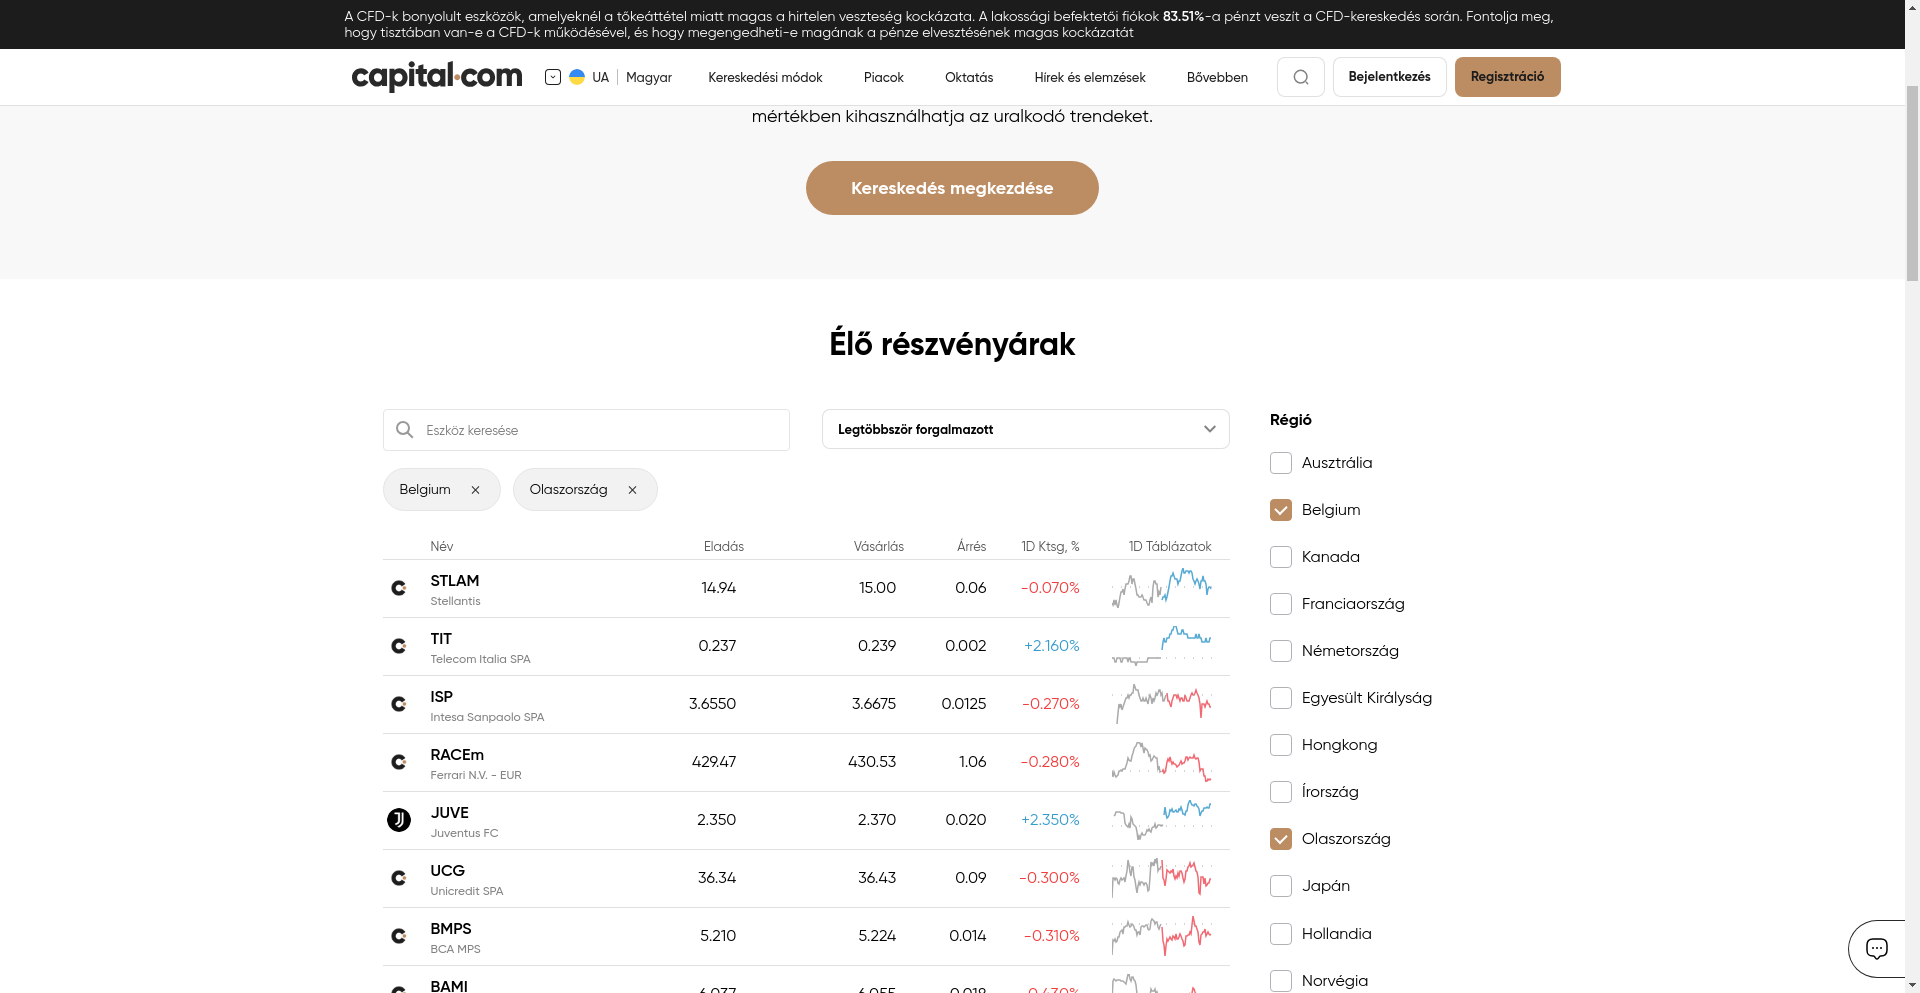 A CFD-k bonyolult eszközök, amelyeknél a tőkeáttétel miatt magas a hirtelen veszteség kockázata. A lakossági befektetői fiókok 83.51%-a pénzt veszít a CFD-kereskedés során. Fontolja meg,
hogy tisztában van-e a CFD-k működésével, és hogy megengedheti-e magának a pénze elvesztésének magas kockázatát
capital.com
UA Magyar
Kereskedési módok
Piacok
Oktatás
Hírek és elemzések
Bővebben
Bejelentkezés
Regisztráció
mértékben kihasználhatja az uralkodó trendeket.
Kereskedés megkezdése
Élő részvényárak
Eszköz keresése
Legtöbbször forgalmazott
Belgium ×
Olaszország ×
Név Eladás Vásárlás Árrés 1D Ktsg, % 1D Táblázatok
STLAM 14.94 15.00 0.06 -0.070%
Stellantis
TIT 0.237 0.239 0.002 +2.160%
Telecom Italia SPA
ISP 3.6550 3.6675 0.0125 -0.270%
Intesa Sanpaolo SPA
RACEm 429.47 430.53 1.06 -0.280%
Ferrari N.V. - EUR
JUVE 2.350 2.370 0.020 +2.350%
Juventus FC
UCG 36.34 36.43 0.09 -0.300%
Unicredit SPA
BMPS 5.210 5.224 0.014 -0.310%
BCA MPS
BAMI 6.037 6.055 0.018 -0.430%
Régió
Ausztrália
Belgium
Kanada
Franciaország
Németország
Egyesült Királyság
Hongkong
Írország
Olaszország
Japán
Hollandia
Norvégia